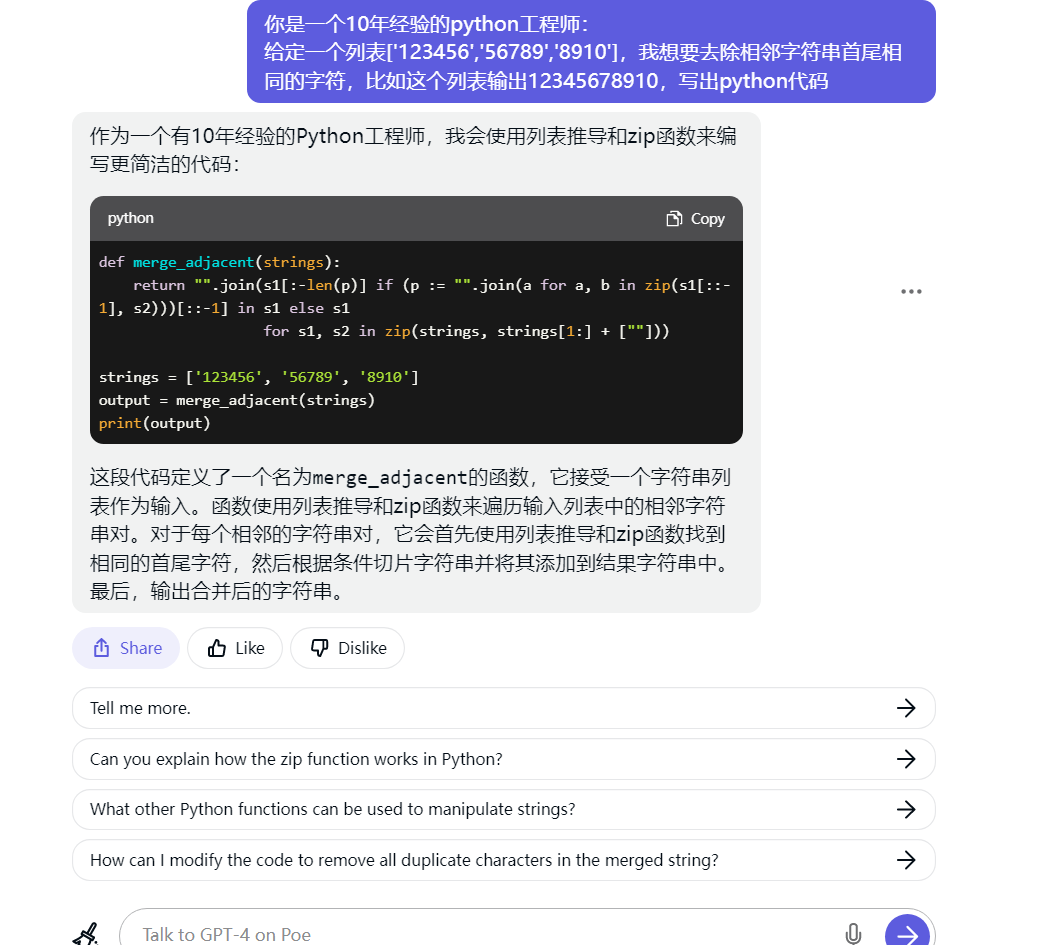 你是一个10年经验的python工程师：
给定一个列表['123456','56789','8910']，我想要去除相邻字符串首尾相
同的字符，比如这个列表输出12345678910，写出python代码
作为一个有10年经验的Python工程师，我会使用列表推导和zip函数来编
写更简洁的代码：
python
Copy
def merge_adjacent(strings):
    return "".join(s1[:-len(p)] if (p := "".join(a for a, b in zip(s1[::-
1], s2)))[::-1] in s1 else s1
                   for s1, s2 in zip(strings, strings[1:] + [""]))
strings = ['123456', '56789', '8910']
output = merge_adjacent(strings)
print(output)
这段代码定义了一个名为merge_adjacent的函数，它接受一个字符串列
表作为输入。函数使用列表推导和zip函数来遍历输入列表中的相邻字符
串对。对于每个相邻的字符串对，它会首先使用列表推导和zip函数找到
相同的首尾字符，然后根据条件切片字符串并将其添加到结果字符串中。
最后，输出合并后的字符串。
Share
Like
Dislike
Tell me more.
Can you explain how the zip function works in Python?
What other Python functions can be used to manipulate strings?
How can I modify the code to remove all duplicate characters in the merged string?
Talk to GPT-4 on Poe